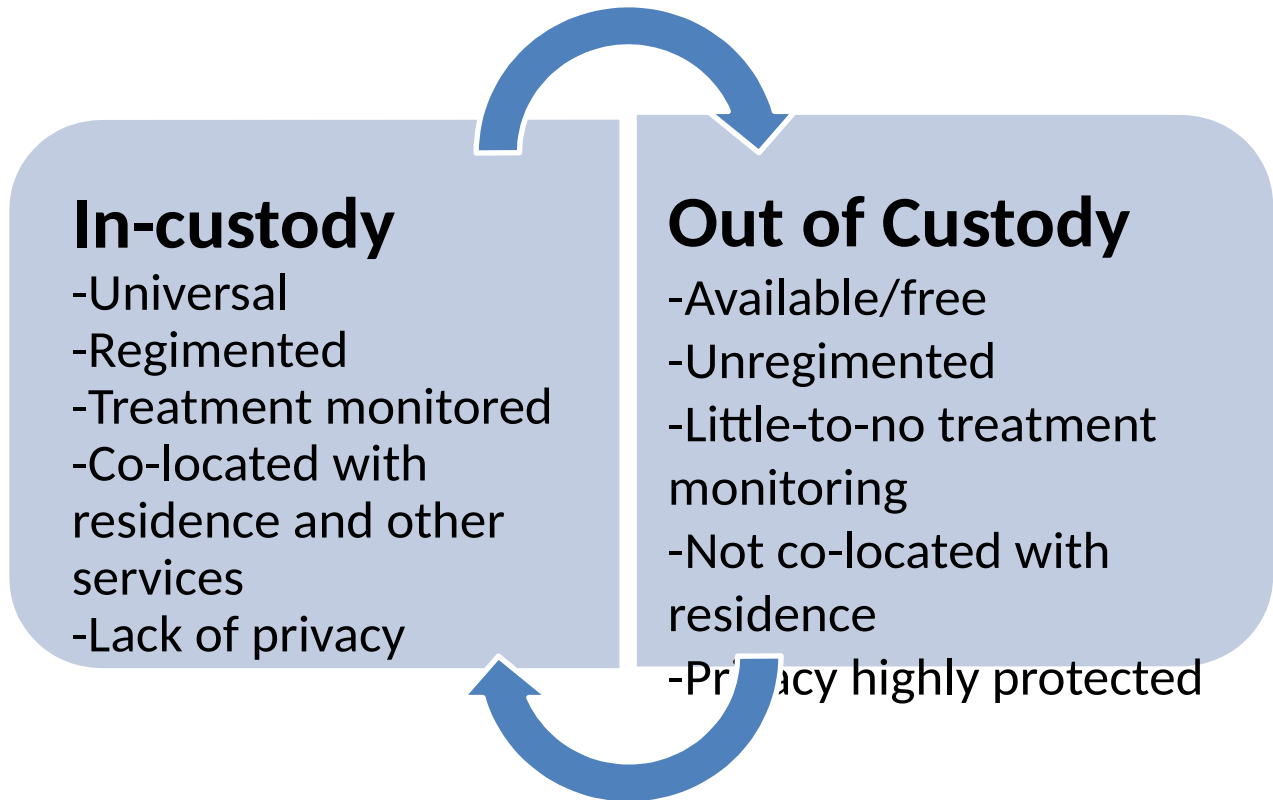 In-custody
-Universal
-Regimented
-Treatment monitored
-Co-located with
residence and other
services
-Lack of privacy
Out of Custody
-Available/free
-Unregimented
-Little-to-no treatment
monitoring
-Not co-located with
residence
-Privacy highly protected